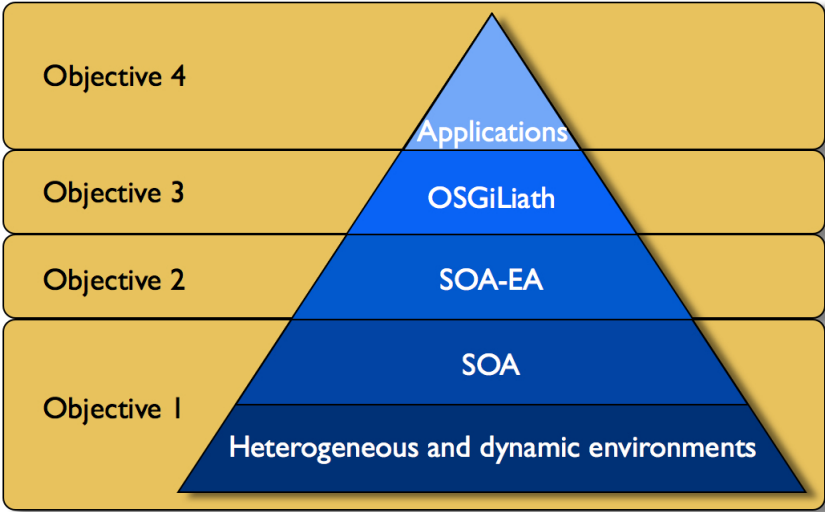 Objective 4
Applications
Objective 3
OSGiLiath
Objective 2
SOA-EA
SOA
Objective 1
Heterogeneous and dynamic environments